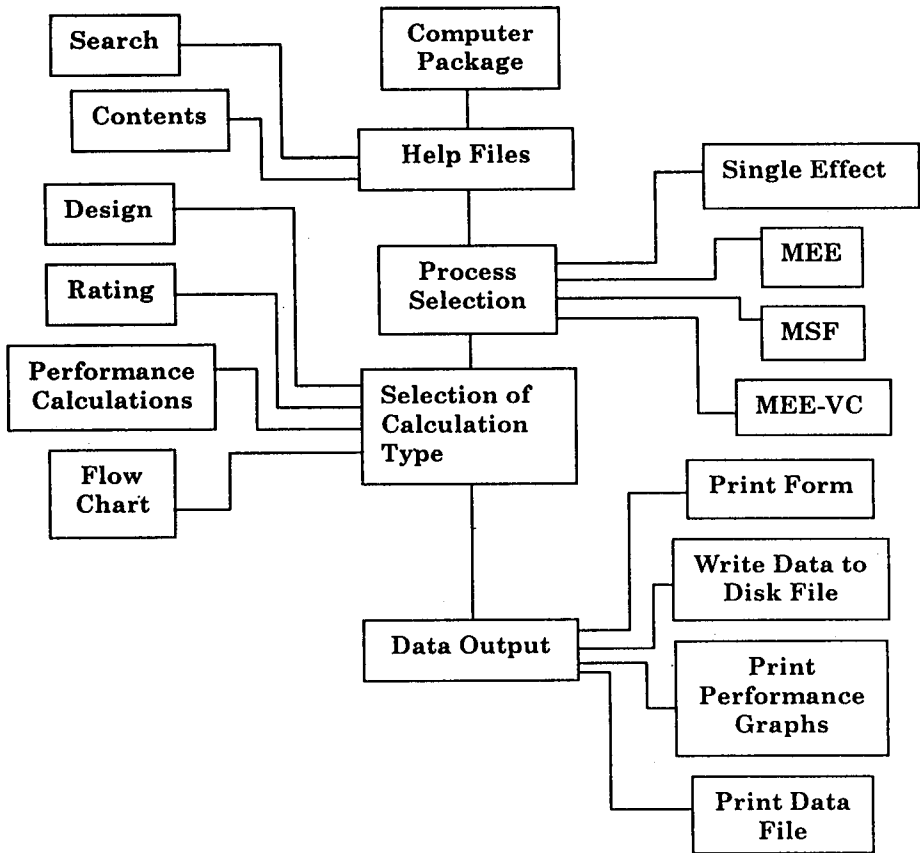 Computer
Package
Search
Contents
Help Files
Single Effect
Design
Process
Selection
MEE
Rating
MSF
Performance
Calculations
Selection of
Calculation
Type
MEE-VC
Flow
Chart
Print Form
Write Data to
Disk File
Data Output
Print
Performance
Graphs
Print Data
File